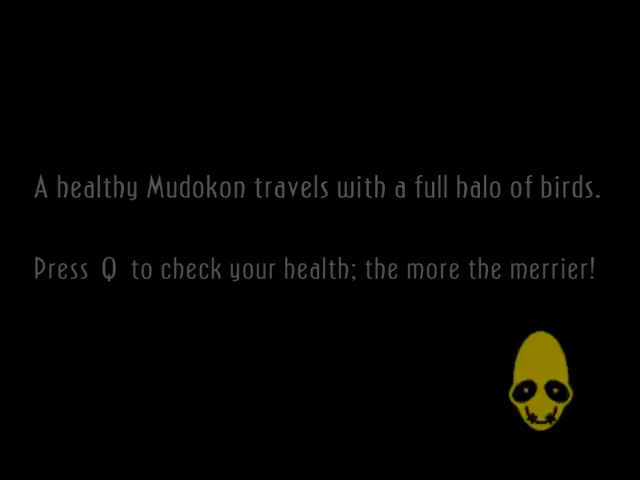 A healthy Mudokon travels with a full halo of birds.
Press Q to check your health; the more the merrier!